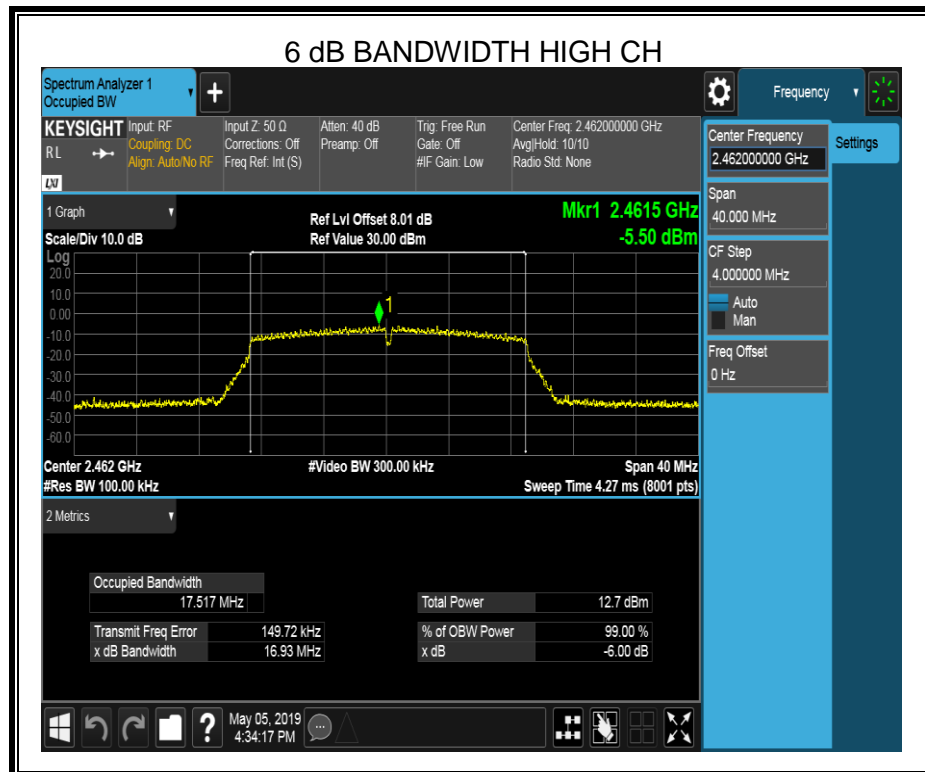 6 dB BANDWIDTH HIGH CH
Spectrum Analyzer 1
Occupied BW
+
Frequency
KEYSIGHT
RL
LXI
Input: RF
Coupling: DC
Align: Auto/No RF
Input Z: 50 Ω
Corrections: Off
Freq Ref: Int (S)
Atten: 40 dB
Preamp: Off
Trig: Free Run
Gate: Off
#IF Gain: Low
Center Freq: 2.462000000 GHz
Avg|Hold: 10/10
Radio Std: None
Center Frequency
2.462000000 GHz
Settings
Span
40.000 MHz
CF Step
4.000000 MHz
Auto
Man
Freq Offset
0 Hz
1 Graph
Ref Lvl Offset 8.01 dB
Mkr1 2.4615 GHz
Scale/Div 10.0 dB
Ref Value 30.00 dBm
-5.50 dBm
Log
20.0
10.0
0.00
-10.0
-20.0
-30.0
-40.0
-50.0
-60.0
1
Center 2.462 GHz
#Video BW 300.00 kHz
Span 40 MHz
#Res BW 100.00 kHz
Sweep Time 4.27 ms (8001 pts)
2 Metrics
Occupied Bandwidth
17.517 MHz
Total Power 12.7 dBm
Transmit Freq Error 149.72 kHz
% of OBW Power 99.00 %
x dB Bandwidth 16.93 MHz
x dB -6.00 dB
?
May 05, 2019
4:34:17 PM